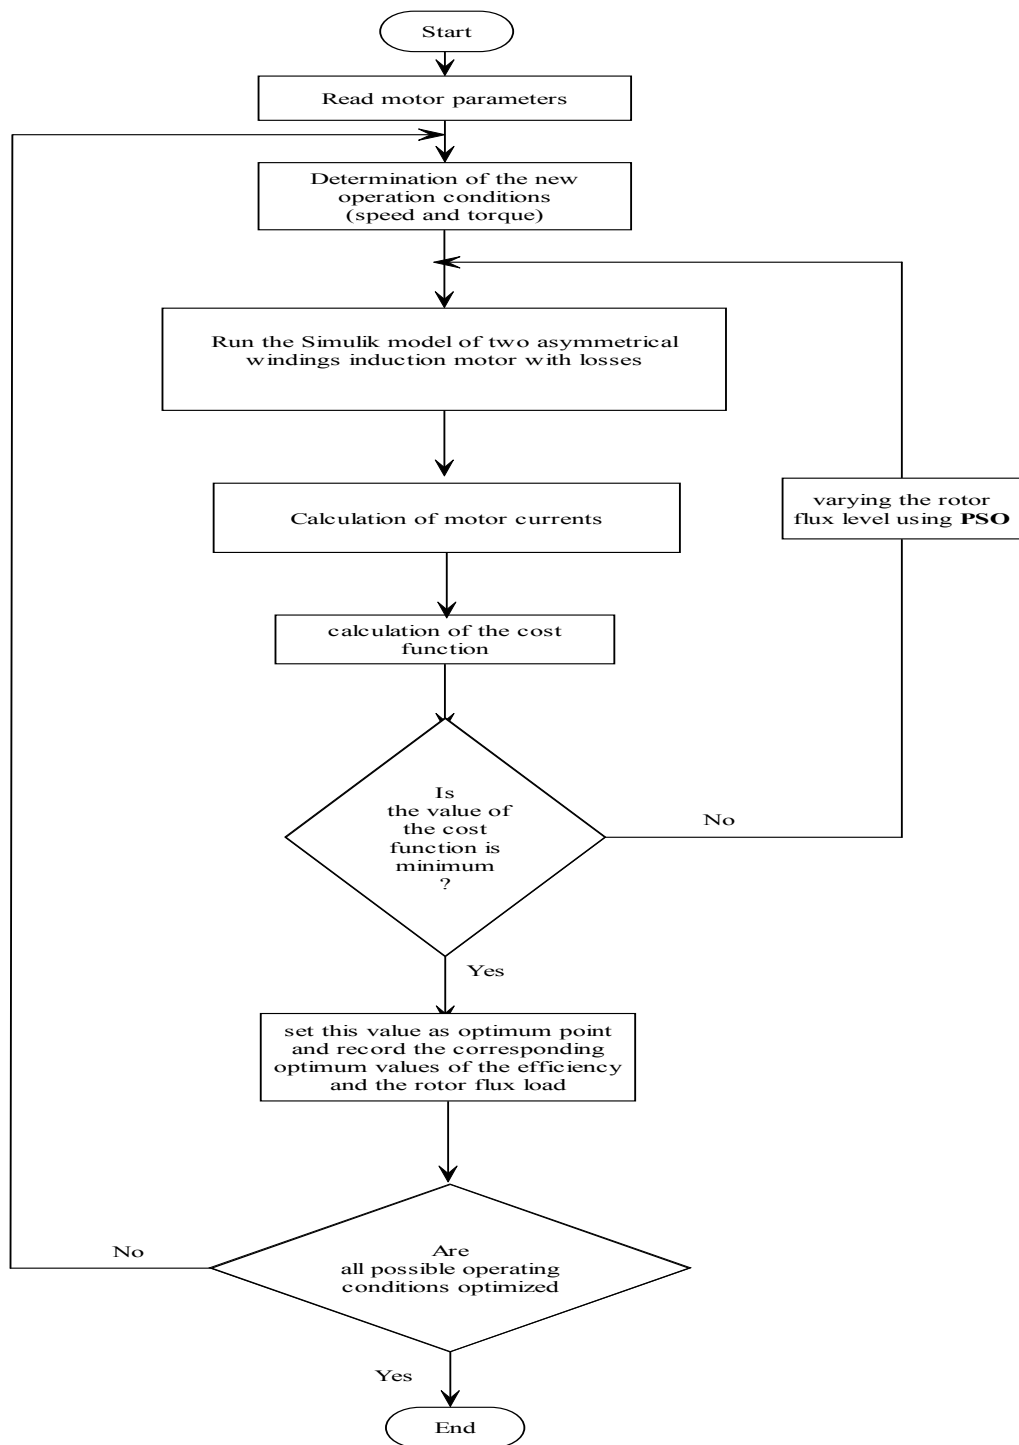 Start
Read motor parameters
Determination of the new
operation conditions
(speed and torque)
Run the Simulik model of two asymmetrical
windings induction motor with losses
varying the rotor
flux level using PSO
Calculation of motor currents
calculation of the cost
function
Is
the value of
the cost
function is
minimum
?
No
Yes
set this value as optimum point
and record the corresponding
optimum values of the efficiency
and the rotor flux load
Are
all possible operating
conditions optimized
No
Yes
End